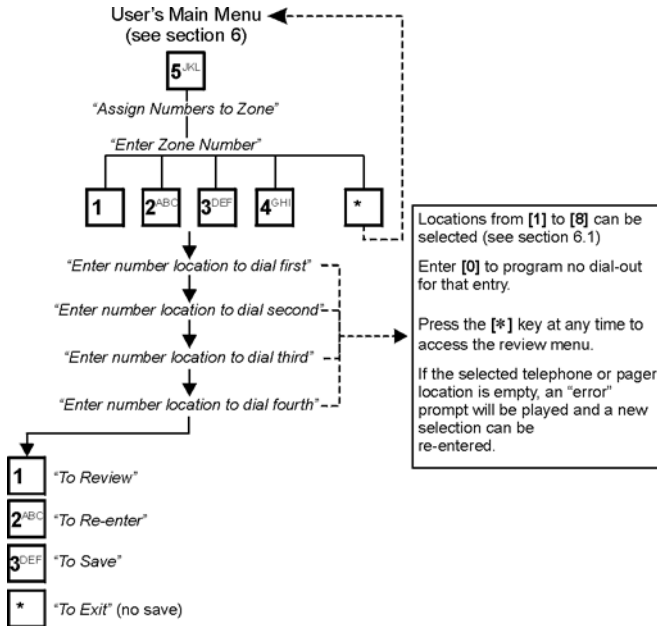 User's Main Menu
(see section 6)
5JKL
"Assign Numbers to Zone"
"Enter Zone Number"
1 2ABC 3DEF 4GHI *
"Enter number location to dial first"
"Enter number location to dial second"
"Enter number location to dial third"
"Enter number location to dial fourth"
1 "To Review"
2ABC "To Re-enter"
3DEF "To Save"
* "To Exit" (no save)
Locations from [1] to [8] can be
selected (see section 6.1)
Enter [0] to program no dial-out
for that entry.
Press the [*] key at any time to
access the review menu.
If the selected telephone or pager
location is empty, an "error"
prompt will be played and a new
selection can be
re-entered.